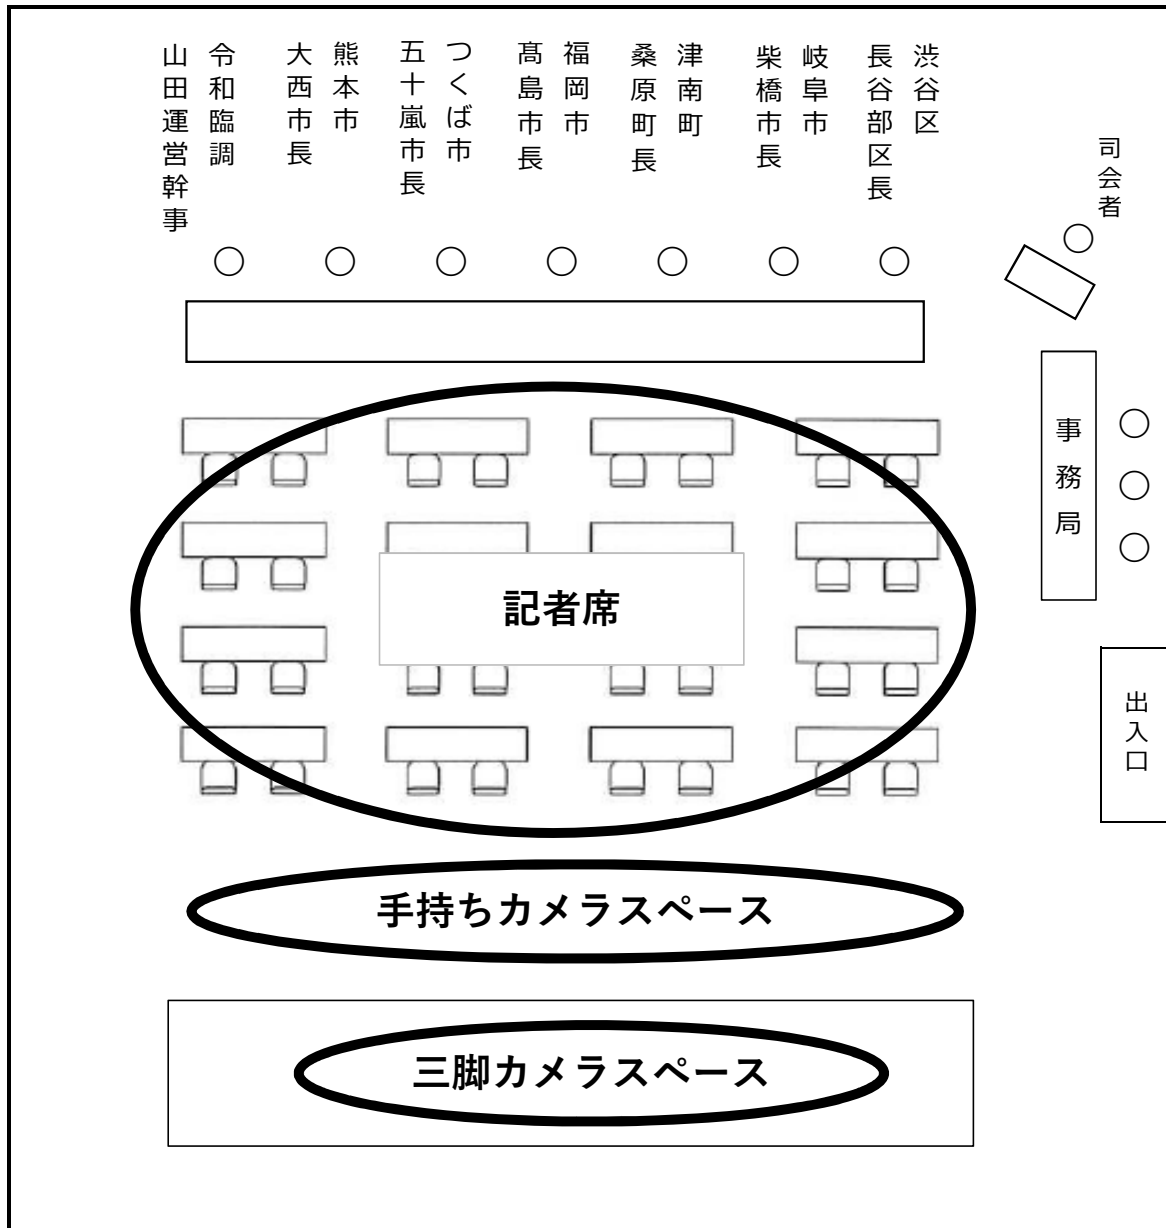 渋谷区
長谷部区長
岐阜市
柴橋市長
津南町
桑原町長
福岡市
髙島市長
つくば市
五十嵐市長
熊本市
大西市長
令和臨調
山田運営幹事
司会者
事務局
出入口
記者席
手持ちカメラスペース
三脚カメラスペース